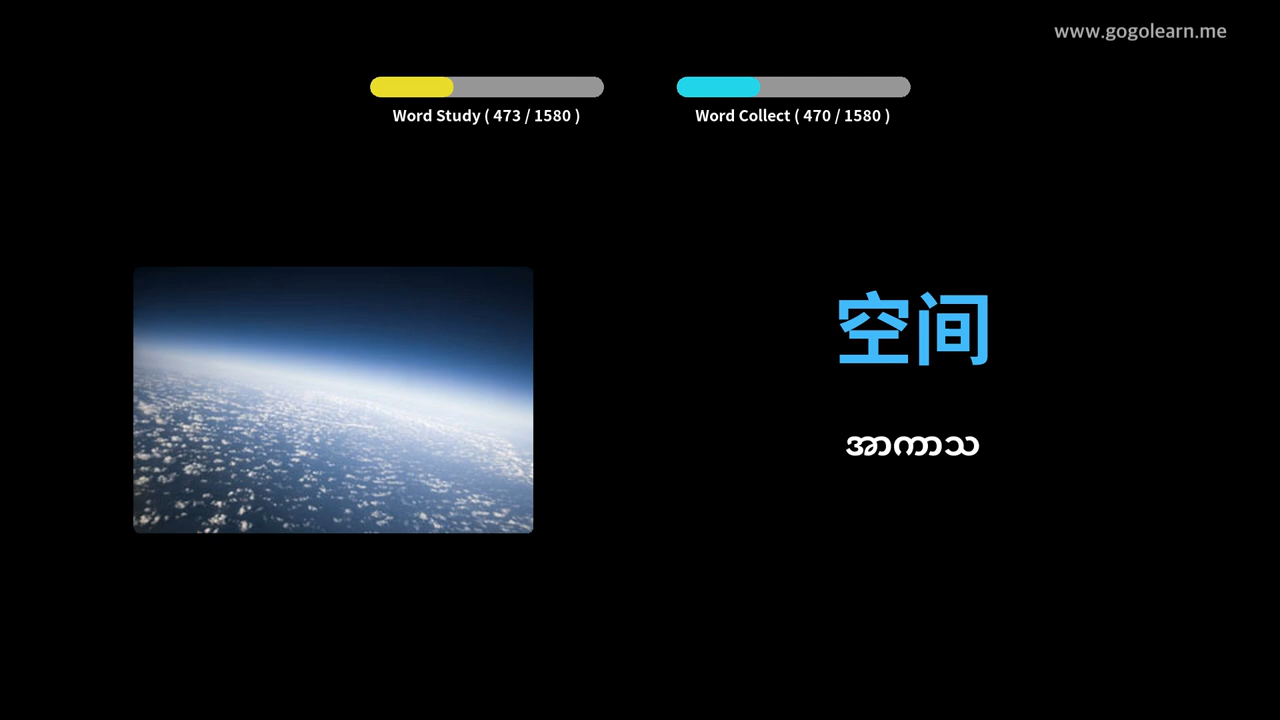 www.gogolearn.me
Word Study ( 473 / 1580 )
Word Collect ( 470 / 1580 )
空间
အာကာသ